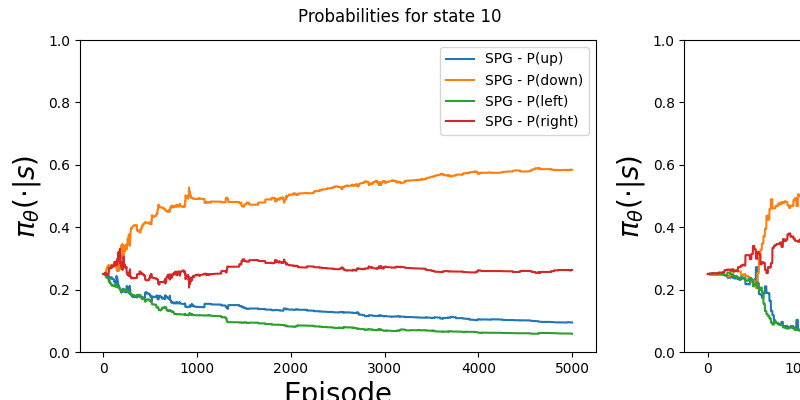 Probabilities for state 10
1.0
0.8
0.6
0.4
0.2
0.0
π_θ(·|s)
SPG - P(up)
SPG - P(down)
SPG - P(left)
SPG - P(right)
0 1000 2000 3000 4000 5000
Episode
1.0
0.8
0.6
0.4
0.2
0.0
π_θ(·|s)
0